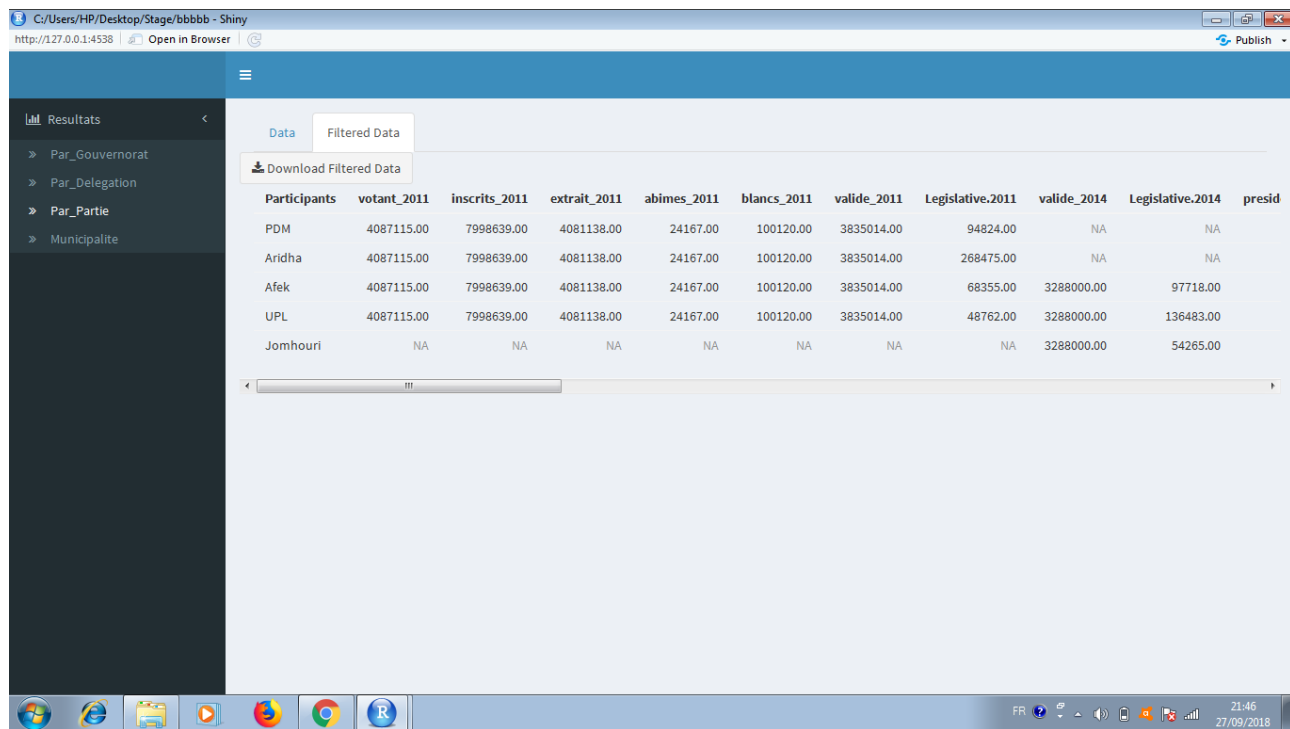 C:/Users/HP/Desktop/Stage/bbbbb - Shiny
http://127.0.0.1:4538 Open in Browser Publish
Resultats
Par_Gouvernorat
Par_Delegation
Par_Partie
Municipalite
Data Filtered Data
Download Filtered Data
Participants votant_2011 inscrits_2011 extrait_2011 abimes_2011 blancs_2011 valide_2011 Legislative.2011 valide_2014 Legislative.2014 presid
PDM 4087115.00 7998639.00 4081138.00 24167.00 100120.00 3835014.00 94824.00 NA NA
Aridha 4087115.00 7998639.00 4081138.00 24167.00 100120.00 3835014.00 268475.00 NA NA
Afek 4087115.00 7998639.00 4081138.00 24167.00 100120.00 3835014.00 68355.00 3288000.00 97718.00
UPL 4087115.00 7998639.00 4081138.00 24167.00 100120.00 3835014.00 48762.00 3288000.00 136483.00
Jomhouri NA NA NA NA NA NA NA 3288000.00 54265.00
FR 21:46
27/09/2018